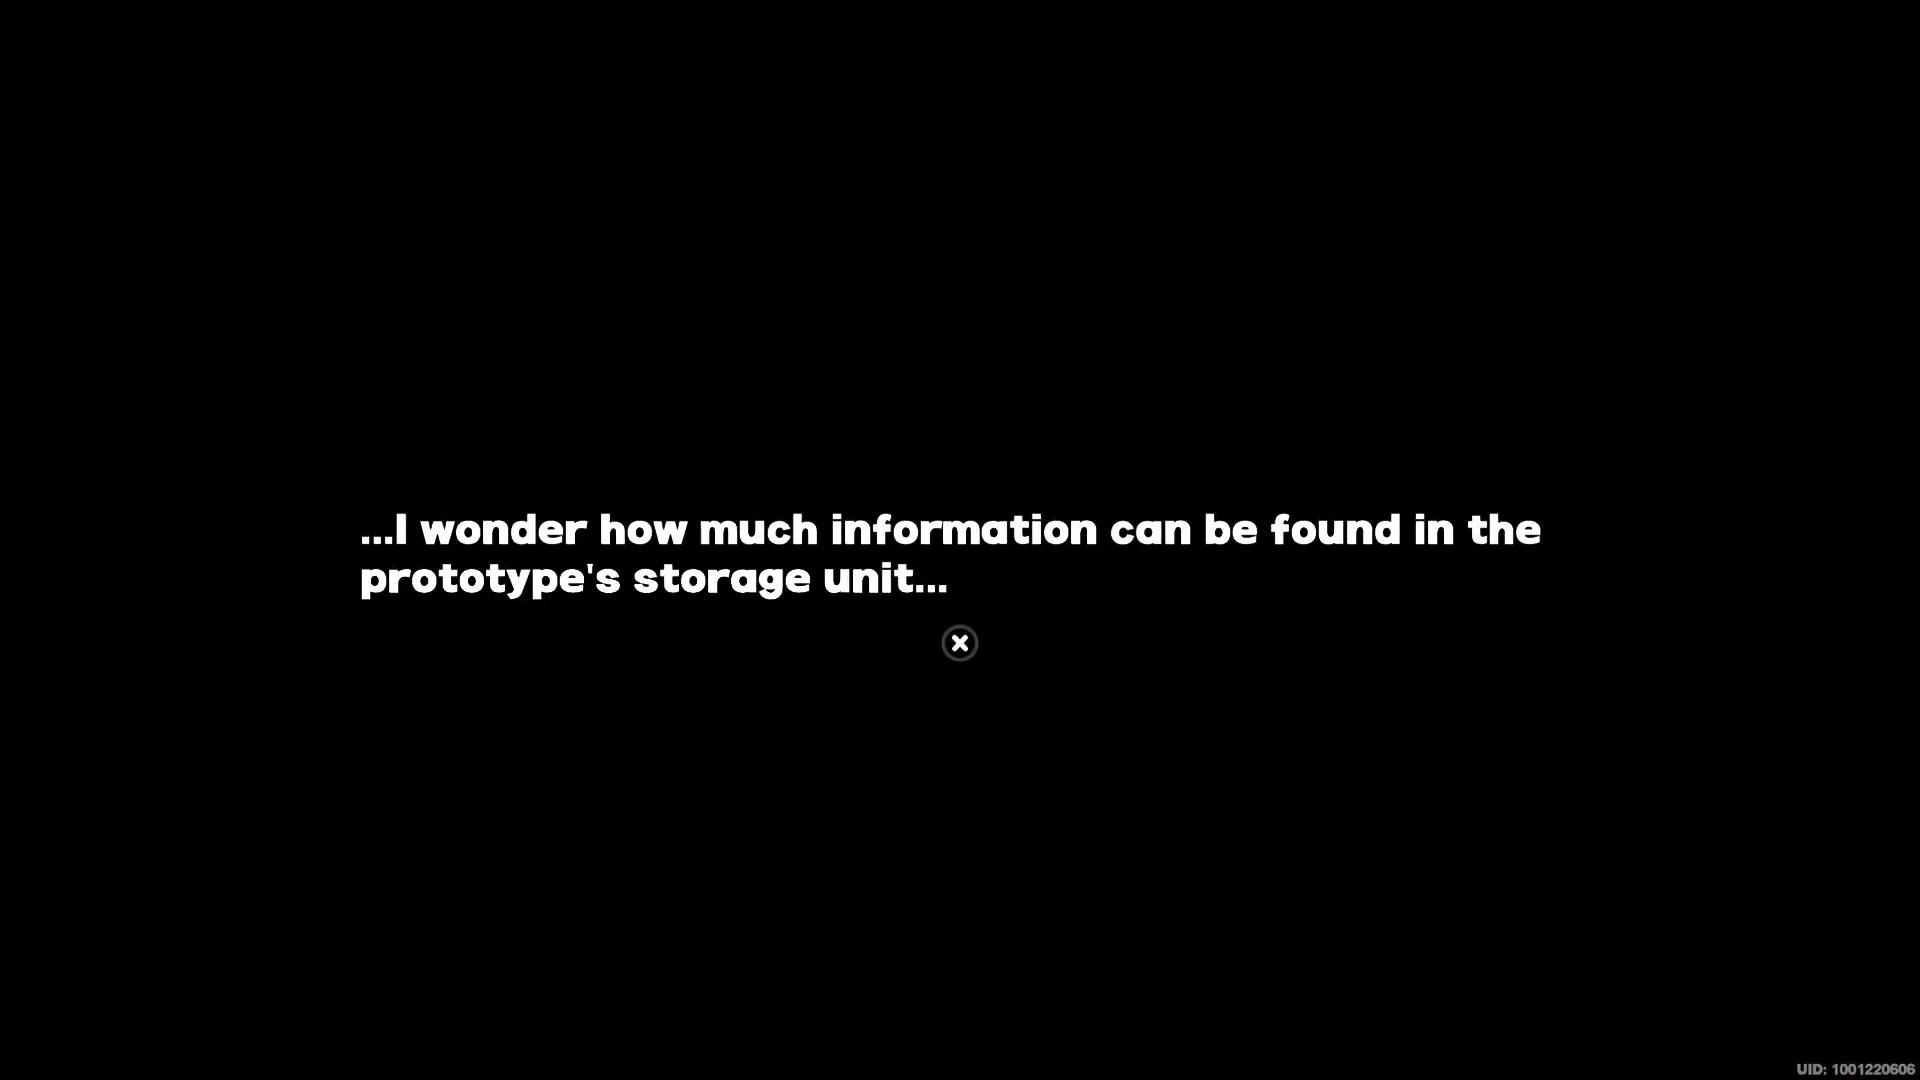 ...I wonder how much information can be found in the
prototype's storage unit...
UID: 1001220606